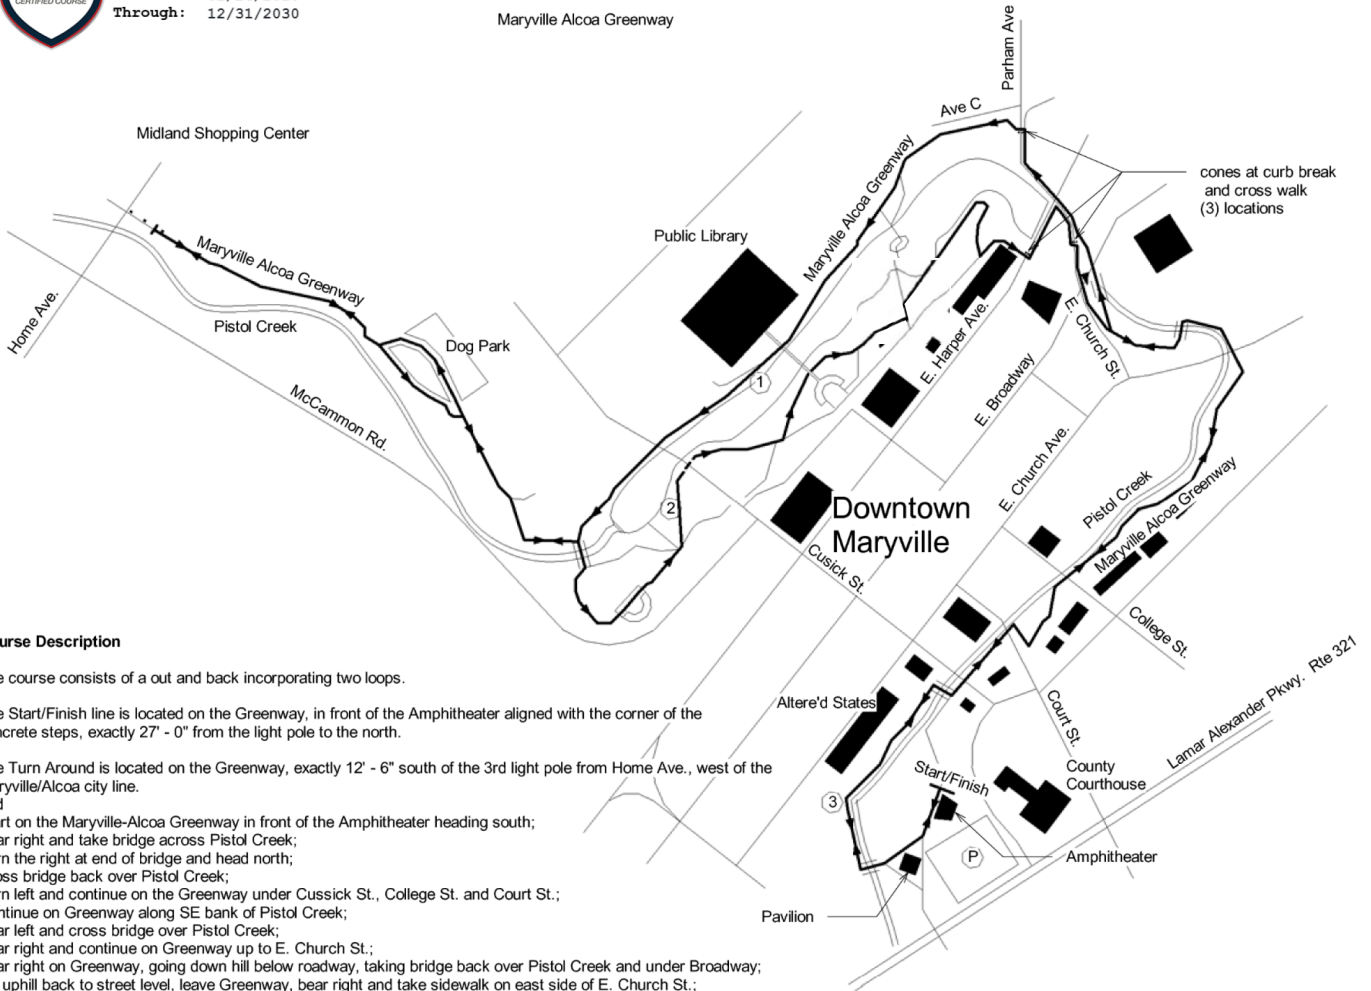 CERTIFIED COURSE
Through: 12/31/2030
Maryville Alcoa Greenway
Parham Ave
Ave C
Midland Shopping Center
cones at curb break
and cross walk
(3) locations
Maryville Alcoa Greenway
Public Library
Maryville Alcoa Greenway
Home Ave.
Pistol Creek
Dog Park
E. Harper Ave.
E. Church St.
McCammon Rd.
1
E. Broadway
E. Church Ave.
2
Downtown
Maryville
Pistol Creek
Maryville Alcoa Greenway
Cusick St.
College St.
Altere'd States
Court St.
Lamar Alexander Pkwy. Rte 321
Start/Finish
County
Courthouse
3
P
Amphitheater
Pavilion
urse Description
e course consists of a out and back incorporating two loops.
e Start/Finish line is located on the Greenway, in front of the Amphitheater aligned with the corner of the
ncrete steps, exactly 27' - 0" from the light pole to the north.
e Turn Around is located on the Greenway, exactly 12' - 6" south of the 3rd light pole from Home Ave., west of the
ryville/Alcoa city line.
d
rt on the Maryville-Alcoa Greenway in front of the Amphitheater heading south;
ar right and take bridge across Pistol Creek;
rn the right at end of bridge and head north;
oss bridge back over Pistol Creek;
rn left and continue on the Greenway under Cussick St., College St. and Court St.;
ntinue on Greenway along SE bank of Pistol Creek;
ar left and cross bridge over Pistol Creek;
ar right and continue on Greenway up to E. Church St.;
ar right on Greenway, going down hill below roadway, taking bridge back over Pistol Creek and under Broadway;
uphill back to street level, leave Greenway, bear right and take sidewalk on east side of E. Church St.;